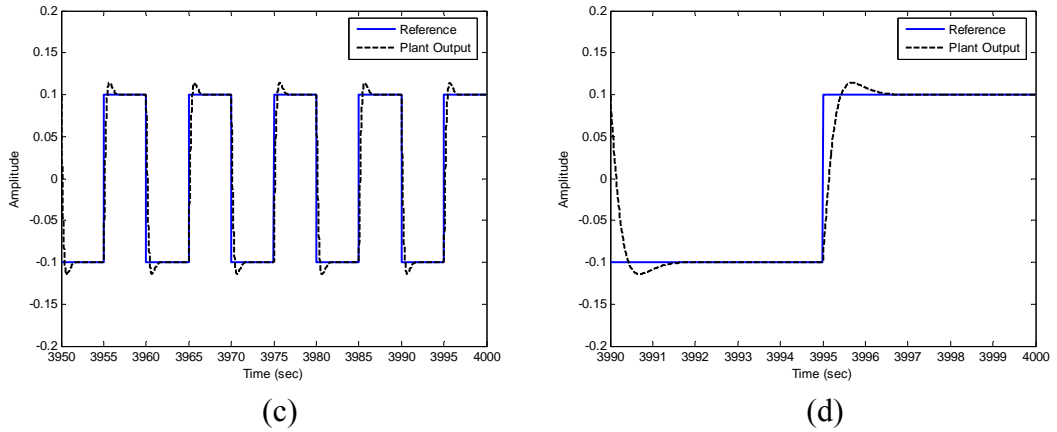 0.2
0.15
0.1
0.05
0
-0.05
-0.1
-0.15
-0.2
Amplitude
Reference
Plant Output
3950 3955 3960 3965 3970 3975 3980 3985 3990 3995 4000
Time (sec)
(c)
0.2
0.15
0.1
0.05
0
-0.05
-0.1
-0.15
-0.2
Amplitude
Reference
Plant Output
3990 3991 3992 3993 3994 3995 3996 3997 3998 3999 4000
Time (sec)
(d)